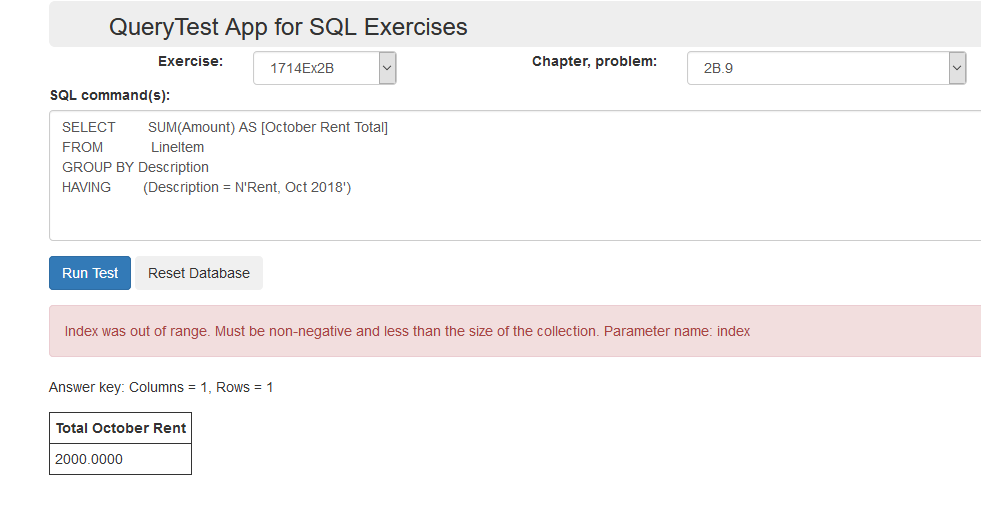 QueryTest App for SQL Exercises
Exercise: 1714Ex2B Chapter, problem: 2B.9
SQL command(s):
SELECT SUM(Amount) AS [October Rent Total]
FROM LineItem
GROUP BY Description
HAVING (Description = N'Rent, Oct 2018')
Run Test Reset Database
Index was out of range. Must be non-negative and less than the size of the collection. Parameter name: index
Answer key: Columns = 1, Rows = 1
Total October Rent
2000.0000